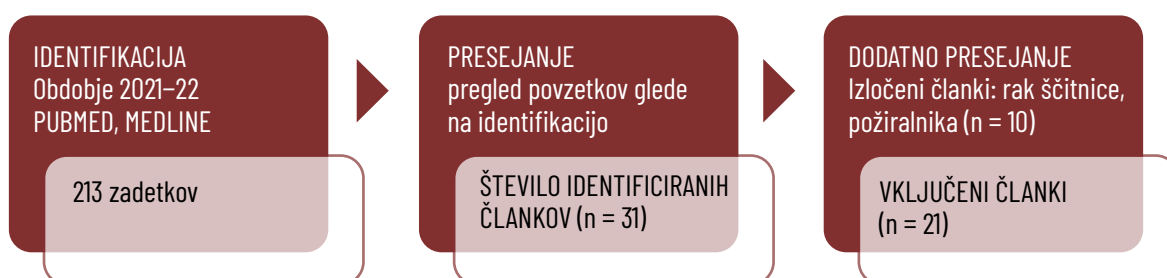 IDENTIFIKACIJA
Obdobje 2021–22
PUBMED, MEDLINE
213 zadetkov
PRESEJANJE
pregled povzetkov glede
na identifikacijo
ŠTEVILO IDENTIFICIRANIH
ČLANKOV (n = 31)
DODATNO PRESEJANJE
Izločeni članki: rak ščitnice,
požiralnika (n = 10)
VKLJUČENI ČLANKI
(n = 21)